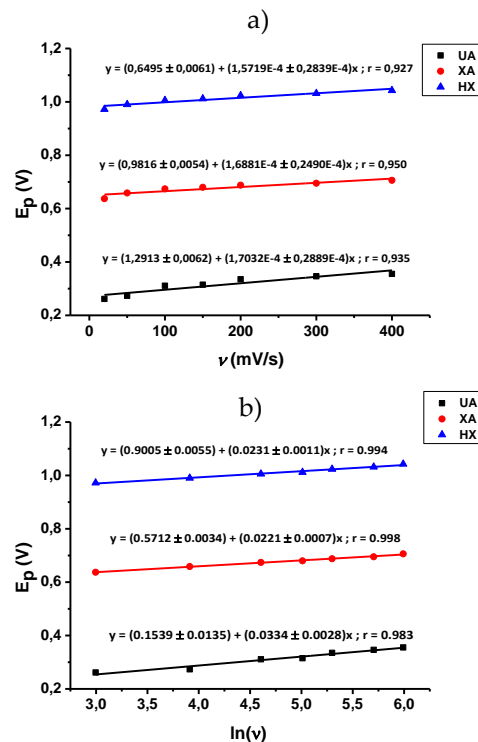 a)
UA
XA
HX
1,2
1,0
0,8
0,6
0,4
0,2
Ep (V)
y = (0,6495 ± 0,0061) + (1,5719E-4 ± 0,2839E-4)x ; r = 0,927
y = (0,9816 ± 0,0054) + (1,6881E-4 ± 0,2490E-4)x ; r = 0,950
y = (1,2913 ± 0,0062) + (1,7032E-4 ± 0,2889E-4)x ; r = 0,935
0 100 200 300 400
ν (mV/s)
b)
UA
XA
HX
1,2
1,0
0,8
0,6
0,4
0,2
Ep (V)
y = (0.9005 ± 0.0055) + (0.0231 ± 0.0011)x ; r = 0.994
y = (0.5712 ± 0.0034) + (0.0221 ± 0.0007)x ; r = 0.998
y = (0.1539 ± 0.0135) + (0.0334 ± 0.0028)x ; r = 0.983
3,0 3,5 4,0 4,5 5,0 5,5 6,0
ln(ν)